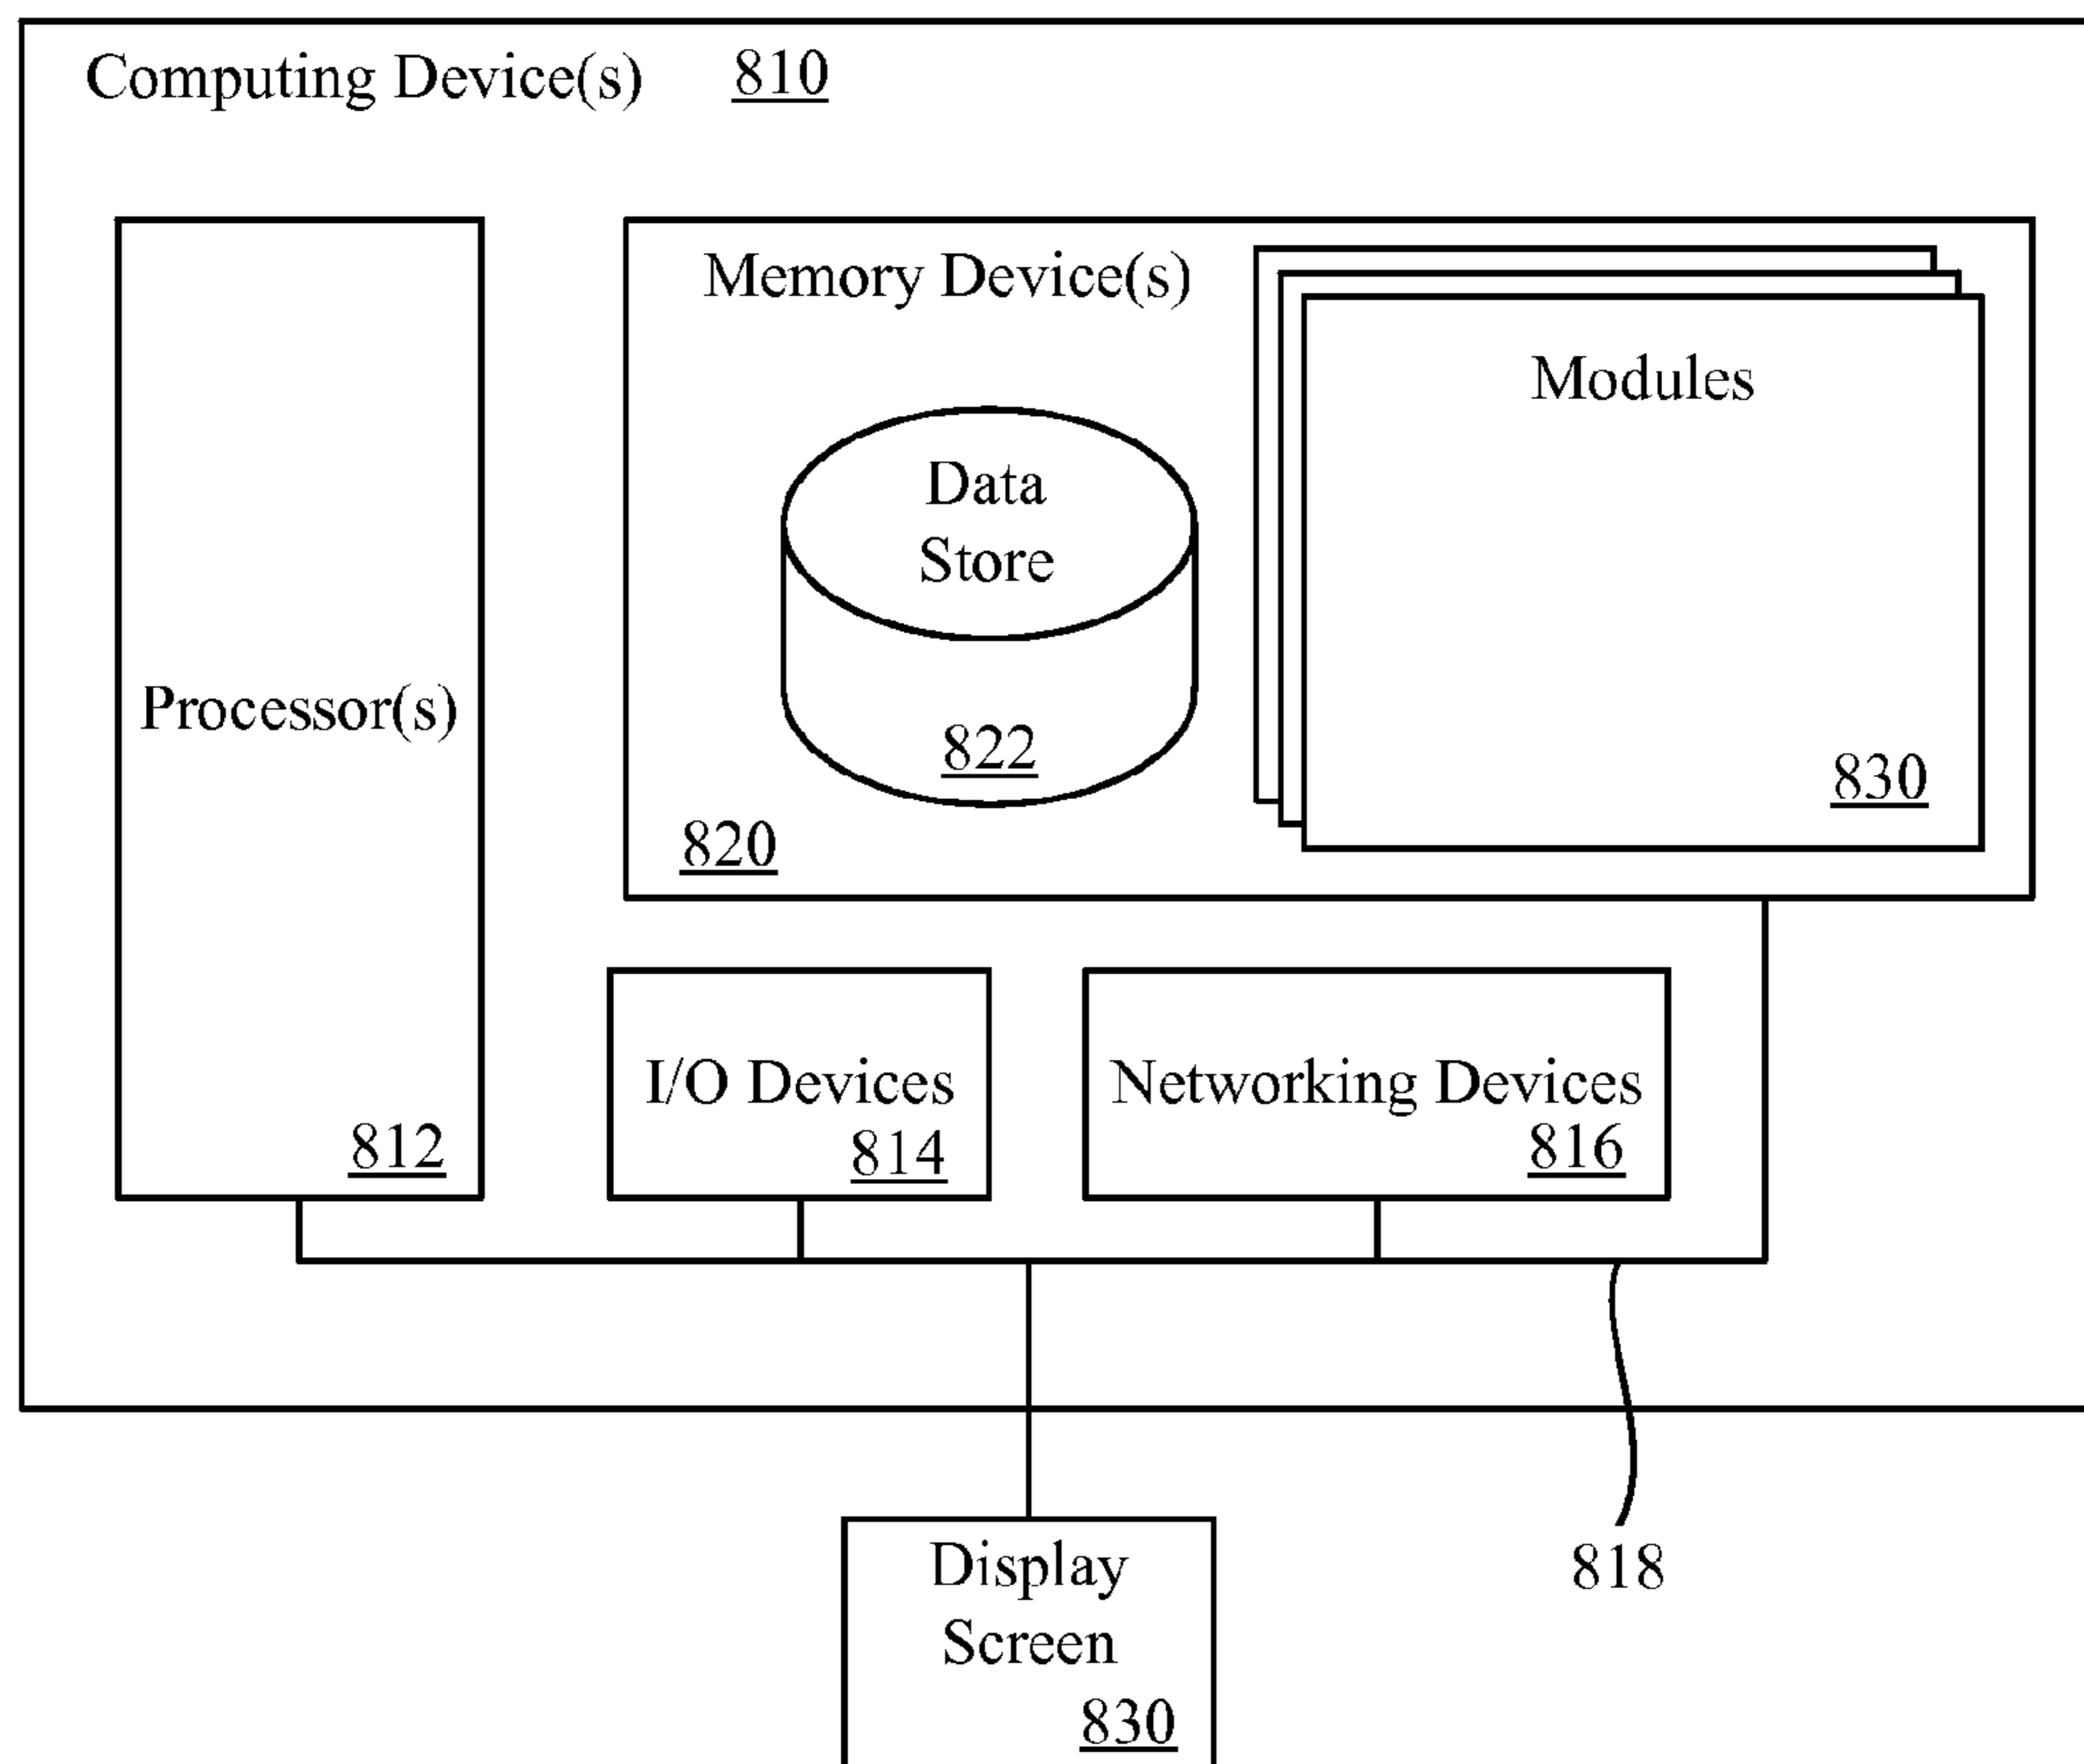 Computing Device(s) 810
Memory Device(s)
Modules
Data
Store
Processor(s)
822
830
820
I/O Devices
Networking Devices
812
814
816
Display
Screen
818
830